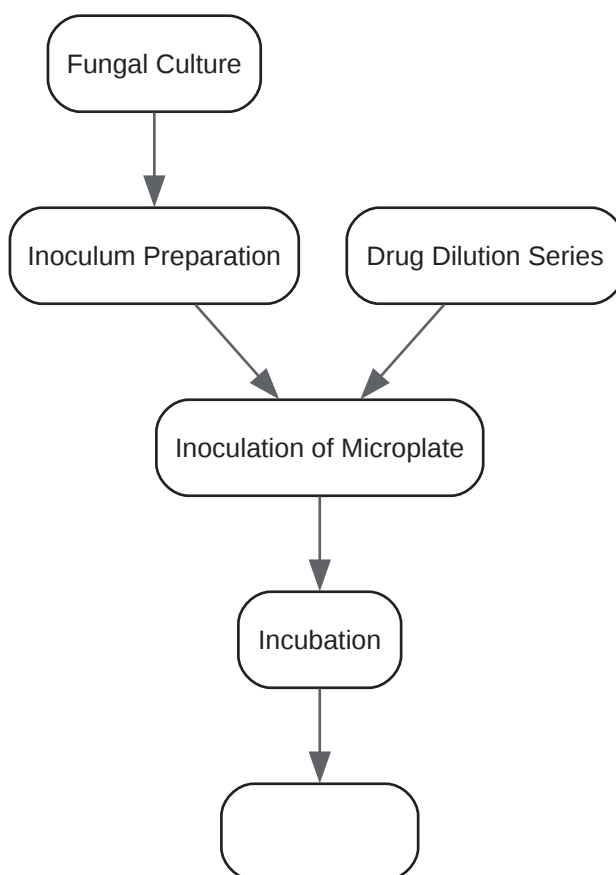 Fungal Culture
Inoculum Preparation
Drug Dilution Series
Inoculation of Microplate
Incubation